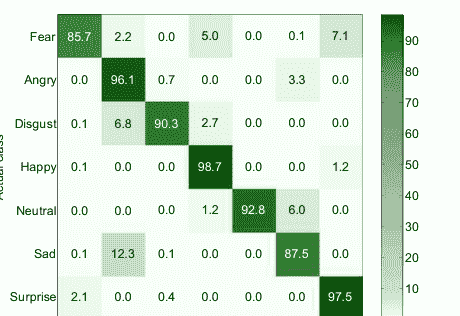 Fear 85.7 2.2 0.0 5.0 0.0 0.1 7.1
Angry 0.0 96.1 0.7 0.0 0.0 3.3 0.0
Disgust 0.1 6.8 90.3 2.7 0.0 0.0 0.0
Happy 0.1 0.0 0.0 98.7 0.0 0.0 1.2
Neutral 0.0 0.0 0.0 1.2 92.8 6.0 0.0
Sad 0.1 12.3 0.1 0.0 0.0 87.5 0.0
Surprise 2.1 0.0 0.4 0.0 0.0 0.0 97.5
90
80
70
60
50
40
30
20
10